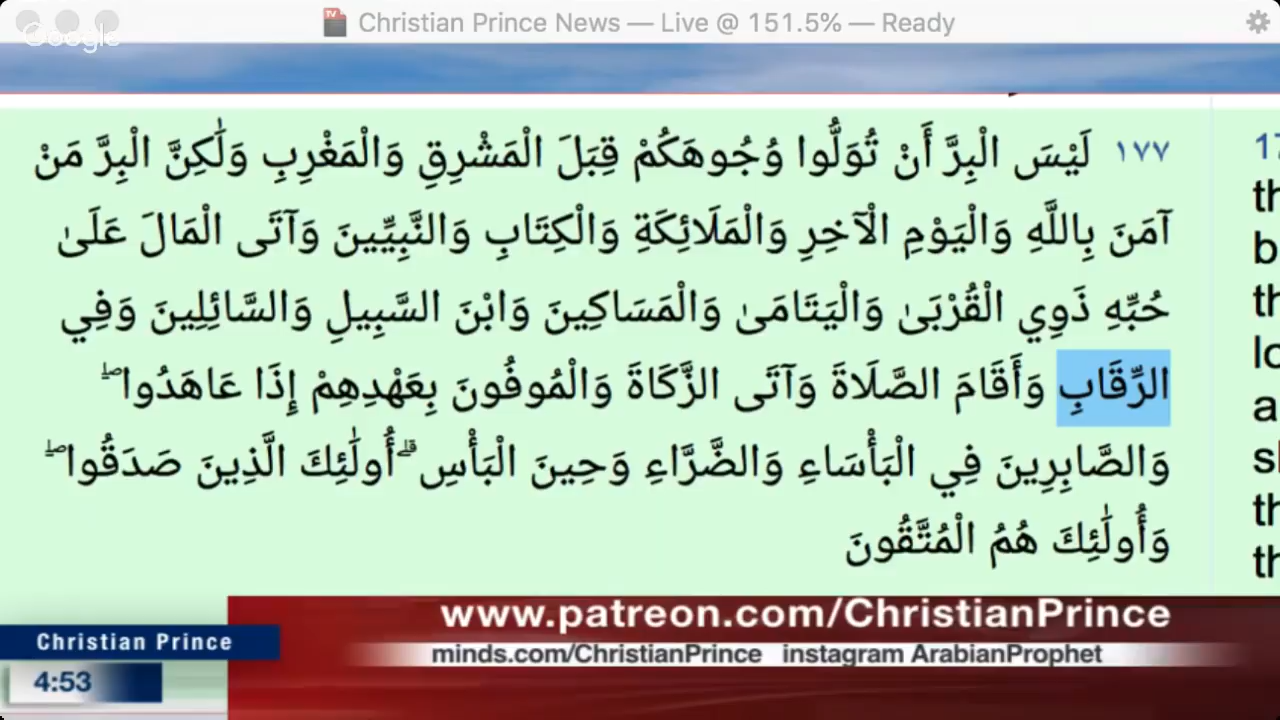 Christian Prince News — Live @ 151.5% — Ready
Google
١٧٧ لَيْسَ الْبِرَّ أَنْ تُوَلُّوا وُجُوهَكُمْ قِبَلَ الْمَشْرِقِ وَالْمَغْرِبِ وَلَٰكِنَّ الْبِرَّ مَنْ
آمَنَ بِاللَّهِ وَالْيَوْمِ الْآخِرِ وَالْمَلَائِكَةِ وَالْكِتَابِ وَالنَّبِيِّينَ وَآتَى الْمَالَ عَلَىٰ
حُبِّهِ ذَوِي الْقُرْبَىٰ وَالْيَتَامَىٰ وَالْمَسَاكِينَ وَابْنَ السَّبِيلِ وَالسَّائِلِينَ وَفِي
الرِّقَابِ وَأَقَامَ الصَّلَاةَ وَآتَى الزَّكَاةَ وَالْمُوفُونَ بِعَهْدِهِمْ إِذَا عَاهَدُوا ۖ
وَالصَّابِرِينَ فِي الْبَأْسَاءِ وَالضَّرَّاءِ وَحِينَ الْبَأْسِ ۗ أُولَٰئِكَ الَّذِينَ صَدَقُوا ۖ
وَأُولَٰئِكَ هُمُ الْمُتَّقُونَ
www.patreon.com/ChristianPrince
Christian Prince
minds.com/ChristianPrince instagram ArabianProphet
4:53